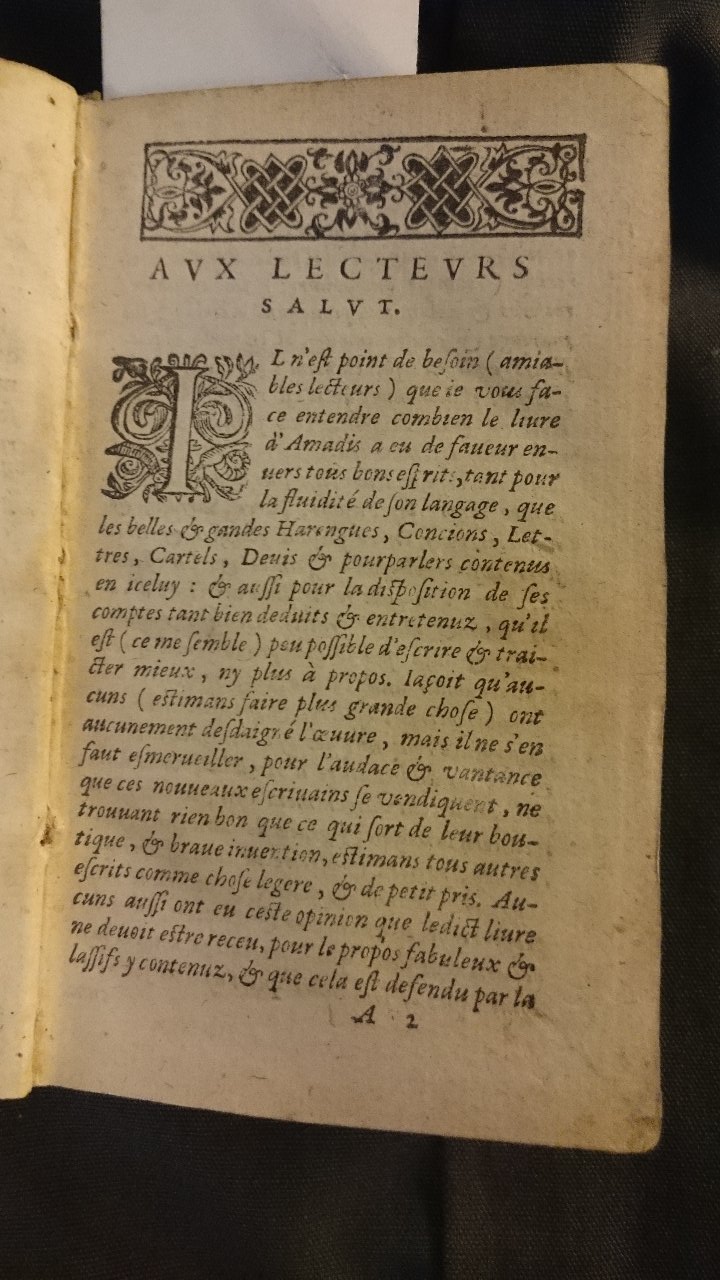 AVX LECTEVRS
SALVT.
IL n'eſt point de beſoin ( amia-
bles lecteurs ) que ie vous fa-
ce entendre combien le liure
d'Amadis a eu de faueur en-
uers tous bons eſprits, tant pour
la fluidité de ſon langage, que
les belles & gandes Harengues, Concions, Let-
tres, Cartels, Deuis & pourparlers contenus
en iceluy : & auſſi pour la diſpoſition de ſes
comptes tant bien deduits & entretenuz, qu'il
eſt ( ce me ſemble ) peu poſſible d'eſcrire & trai-
cter mieux, ny plus à propos. Iaçoit qu'au-
cuns ( eſtimans faire plus grande choſe ) ont
aucunement deſdaigné l'œuure, mais il ne s'en
faut eſmerueiller, pour l'audace & vantance
que ces nouueaux eſcriuains ſe vendiquent, ne
trouuant rien bon que ce qui ſort de leur bou-
tique, & braue inuention, eſtimans tous autres
eſcrits comme choſe legere, & de petit pris. Au-
cuns auſſi ont eu ceſte opinion que ledict liure
ne deuoit eſtre receu, pour le propos fabuleux &
laſſifs y contenuz, & que cela eſt defendu par la
A 2